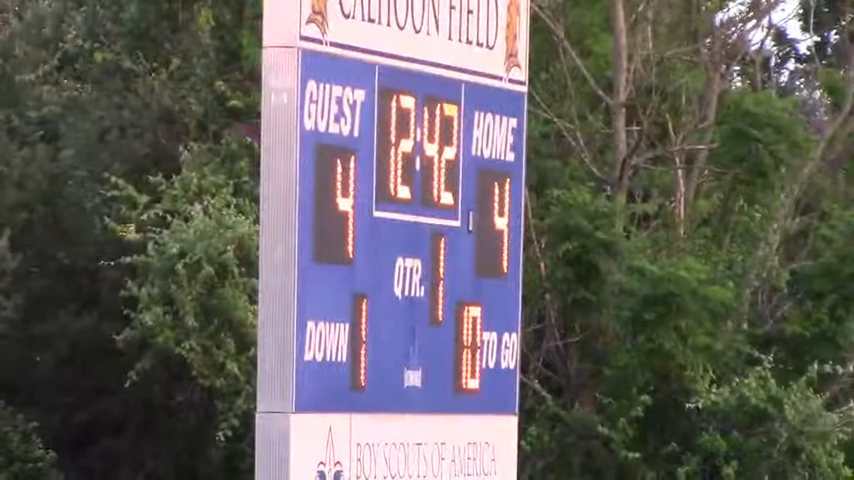 CALHOUN FIELD
GUEST 12:42 HOME
4 4
QTR. 1
DOWN 1 0 TO GO
BOY SCOUTS OF AMERICA